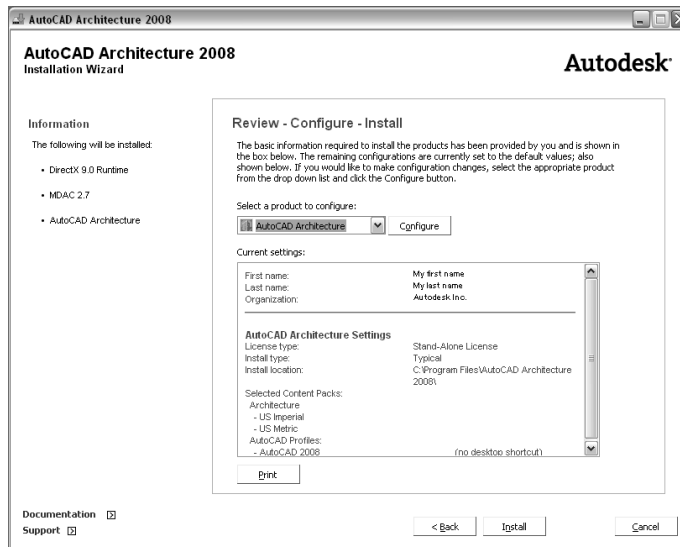 AutoCAD Architecture 2008
AutoCAD Architecture 2008
Installation Wizard
Autodesk
Information
The following will be installed:
• DirectX 9.0 Runtime
• MDAC 2.7
• AutoCAD Architecture
Review - Configure - Install
The basic information required to install the products has been provided by you and is shown in
the box below. The remaining configurations are currently set to the default values; also
shown below. If you would like to make configuration changes, select the appropriate product
from the drop down list and click the Configure button.
Select a product to configure:
AutoCAD Architecture
Configure
Current settings:
First name: My first name
Last name: My last name
Organization: Autodesk Inc.
AutoCAD Architecture Settings
License type: Stand-Alone License
Install type: Typical
Install location: C:\Program Files\AutoCAD Architecture
2008\
Selected Content Packs:
Architecture
- US Imperial
- US Metric
AutoCAD Profiles:
- AutoCAD 2008 (no desktop shortcut)
Print
Documentation
Support
< Back
Install
Cancel